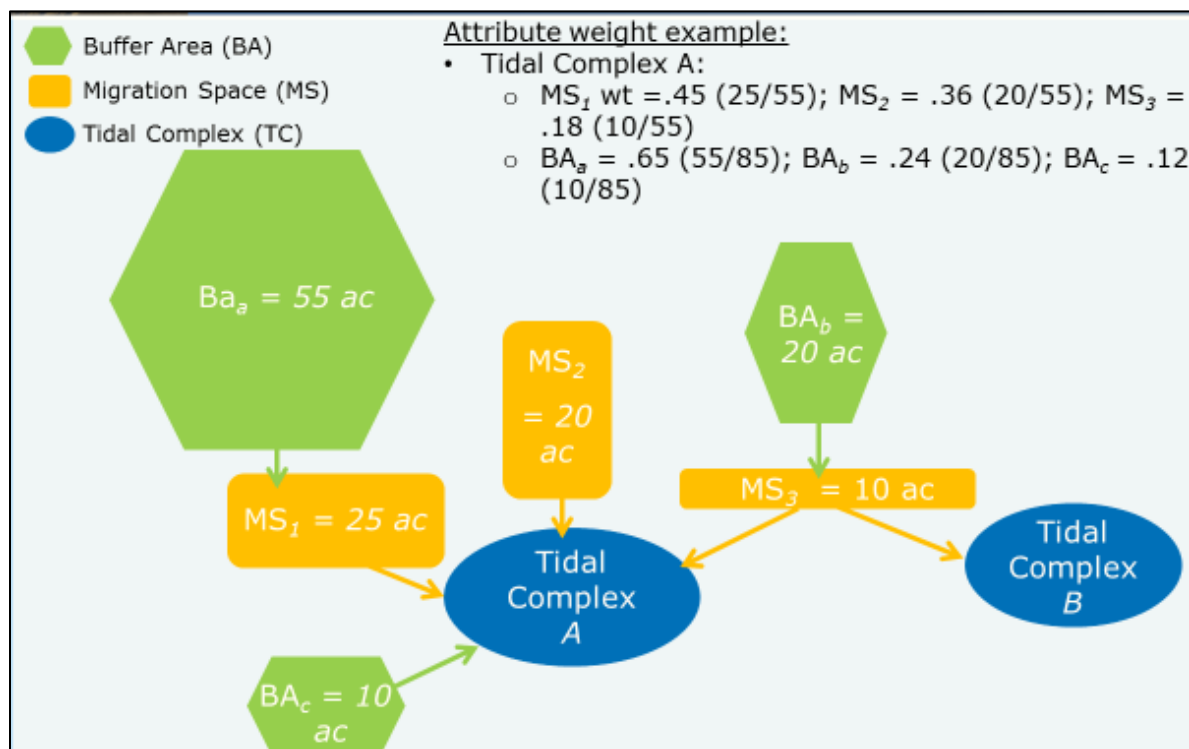 Buffer Area (BA)
Migration Space (MS)
Tidal Complex (TC)
Attribute weight example:
• Tidal Complex A:
o MS1 wt =.45 (25/55); MS2 = .36 (20/55); MS3 =
.18 (10/55)
o BAa = .65 (55/85); BAb = .24 (20/85); BAc = .12
(10/85)
Baa = 55 ac
MS2
= 20
ac
BAb =
20 ac
MS1 = 25 ac
MS3 = 10 ac
Tidal
Complex
A
Tidal
Complex
B
BAc = 10
ac